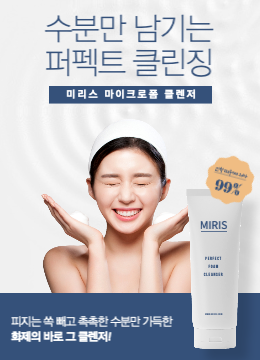 수분만 남기는
퍼펙트 클린징
미리스 마이크로폼 클렌저
99%
MIRIS
PERFECT
FOAM
CLEANSER
피지는 쏙 빼고 촉촉한 수분만 가득한
화제의 바로 그 클렌저!